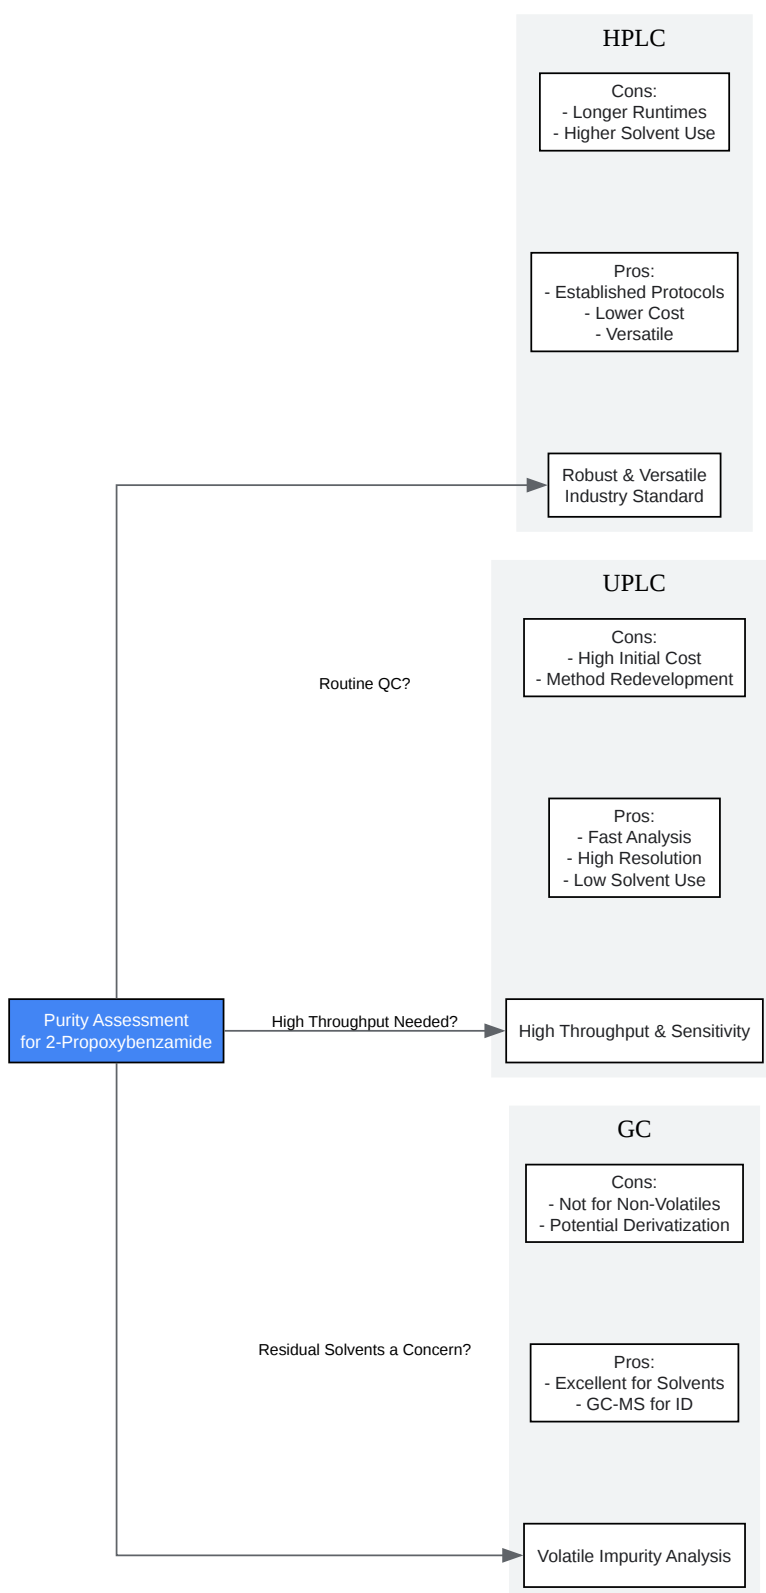 HPLC
Cons:
- Longer Runtimes
- Higher Solvent Use
Pros:
- Established Protocols
- Lower Cost
- Versatile
Robust & Versatile
Industry Standard
UPLC
Cons:
- High Initial Cost
- Method Redevelopment
Routine QC?
Pros:
- Fast Analysis
- High Resolution
- Low Solvent Use
Purity Assessment
for 2-Propoxybenzamide
High Throughput Needed?
High Throughput & Sensitivity
GC
Cons:
- Not for Non-Volatiles
- Potential Derivatization
Residual Solvents a Concern?
Pros:
- Excellent for Solvents
- GC-MS for ID
Volatile Impurity Analysis